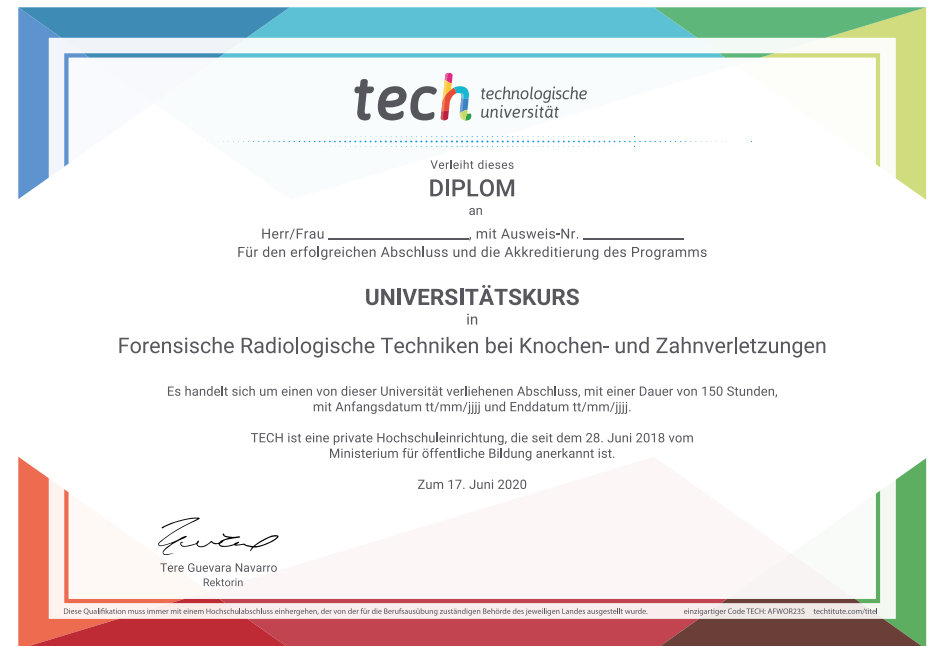 tech technologische
universität
Verleiht dieses
DIPLOM
an
Herr/Frau ____________, mit Ausweis-Nr. ____________
Für den erfolgreichen Abschluss und die Akkreditierung des Programms
UNIVERSITÄTSKURS
in
Forensische Radiologische Techniken bei Knochen- und Zahnverletzungen
Es handelt sich um einen von dieser Universität verliehenen Abschluss, mit einer Dauer von 150 Stunden,
mit Anfangsdatum tt/mm/jjjj und Enddatum tt/mm/jjjj.
TECH ist eine private Hochschuleinrichtung, die seit dem 28. Juni 2018 vom
Ministerium für öffentliche Bildung anerkannt ist.
Zum 17. Juni 2020
Tere Guevara Navarro
Rektorin
Diese Qualifikation muss immer mit einem Hochschulabschluss einhergehen, der von der für die Berufsausübung zuständigen Behörde des jeweiligen Landes ausgestellt wurde. einzigartiger Code TECH: AFWOR23S techtitute.com/titel